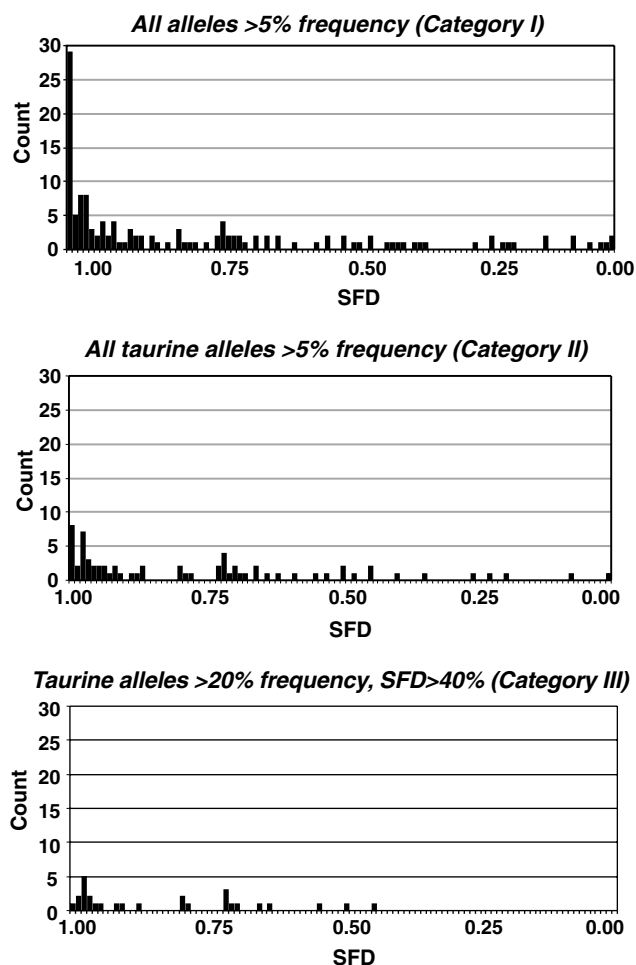 All alleles >5% frequency (Category I)
30
25
20
15
10
5
0
Count
1.00 0.75 0.50 0.25 0.00
SFD
All taurine alleles >5% frequency (Category II)
30
25
20
15
10
5
0
Count
1.00 0.75 0.50 0.25 0.00
SFD
Taurine alleles >20% frequency, SFD>40% (Category III)
30
25
20
15
10
5
0
Count
1.00 0.75 0.50 0.25 0.00
SFD